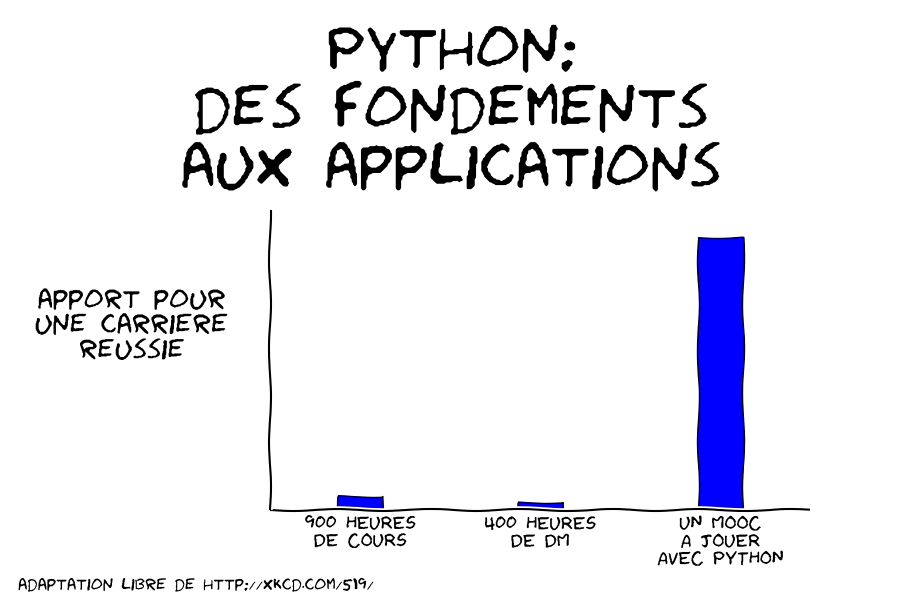 PYTHON:
DES FONDEMENTS
AUX APPLICATIONS
APPORT POUR
UNE CARRIERE
REUSSIE
900 HEURES
DE COURS
400 HEURES
DE DM
UN MOOC
A JOUER
AVEC PYTHON
ADAPTATION LIBRE DE HTTP://XKCD.COM/519/